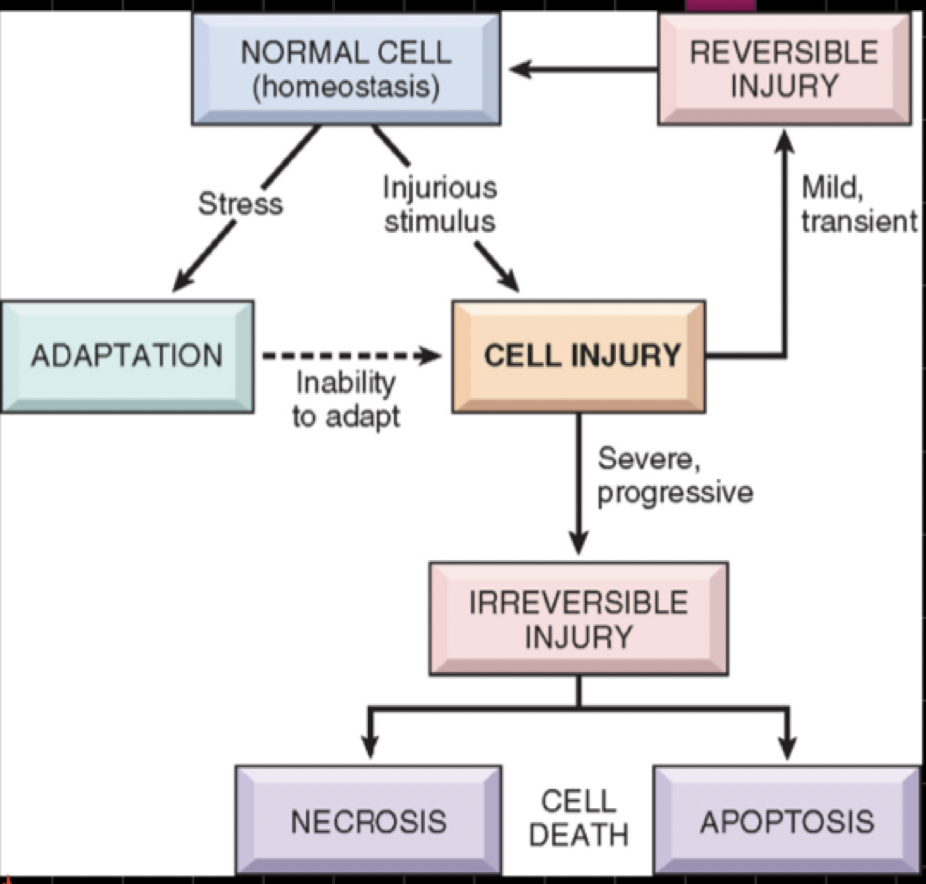 NORMAL CELL
(homeostasis)
REVERSIBLE
INJURY
Stress
Injurious
stimulus
Mild,
transient
ADAPTATION
Inability
to adapt
CELL INJURY
Severe,
progressive
IRREVERSIBLE
INJURY
NECROSIS
CELL
DEATH
APOPTOSIS